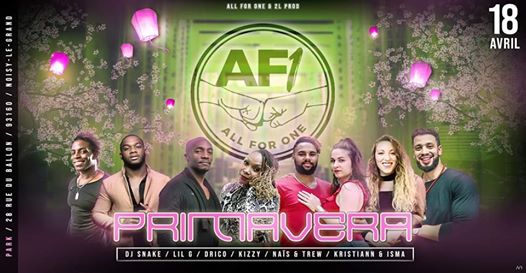 ALL FOR ONE & 2L PROD
18
AVRIL
PARK / 28 RUE DU BALLON / 93160 / NOISY-LE-GRAND
AF1
ALL FOR ONE
PRIMAVERA
DJ SNAKE / LIL G / DRICO / KIZZY / NAÏS & TREW / KRISTIANN & ISMA